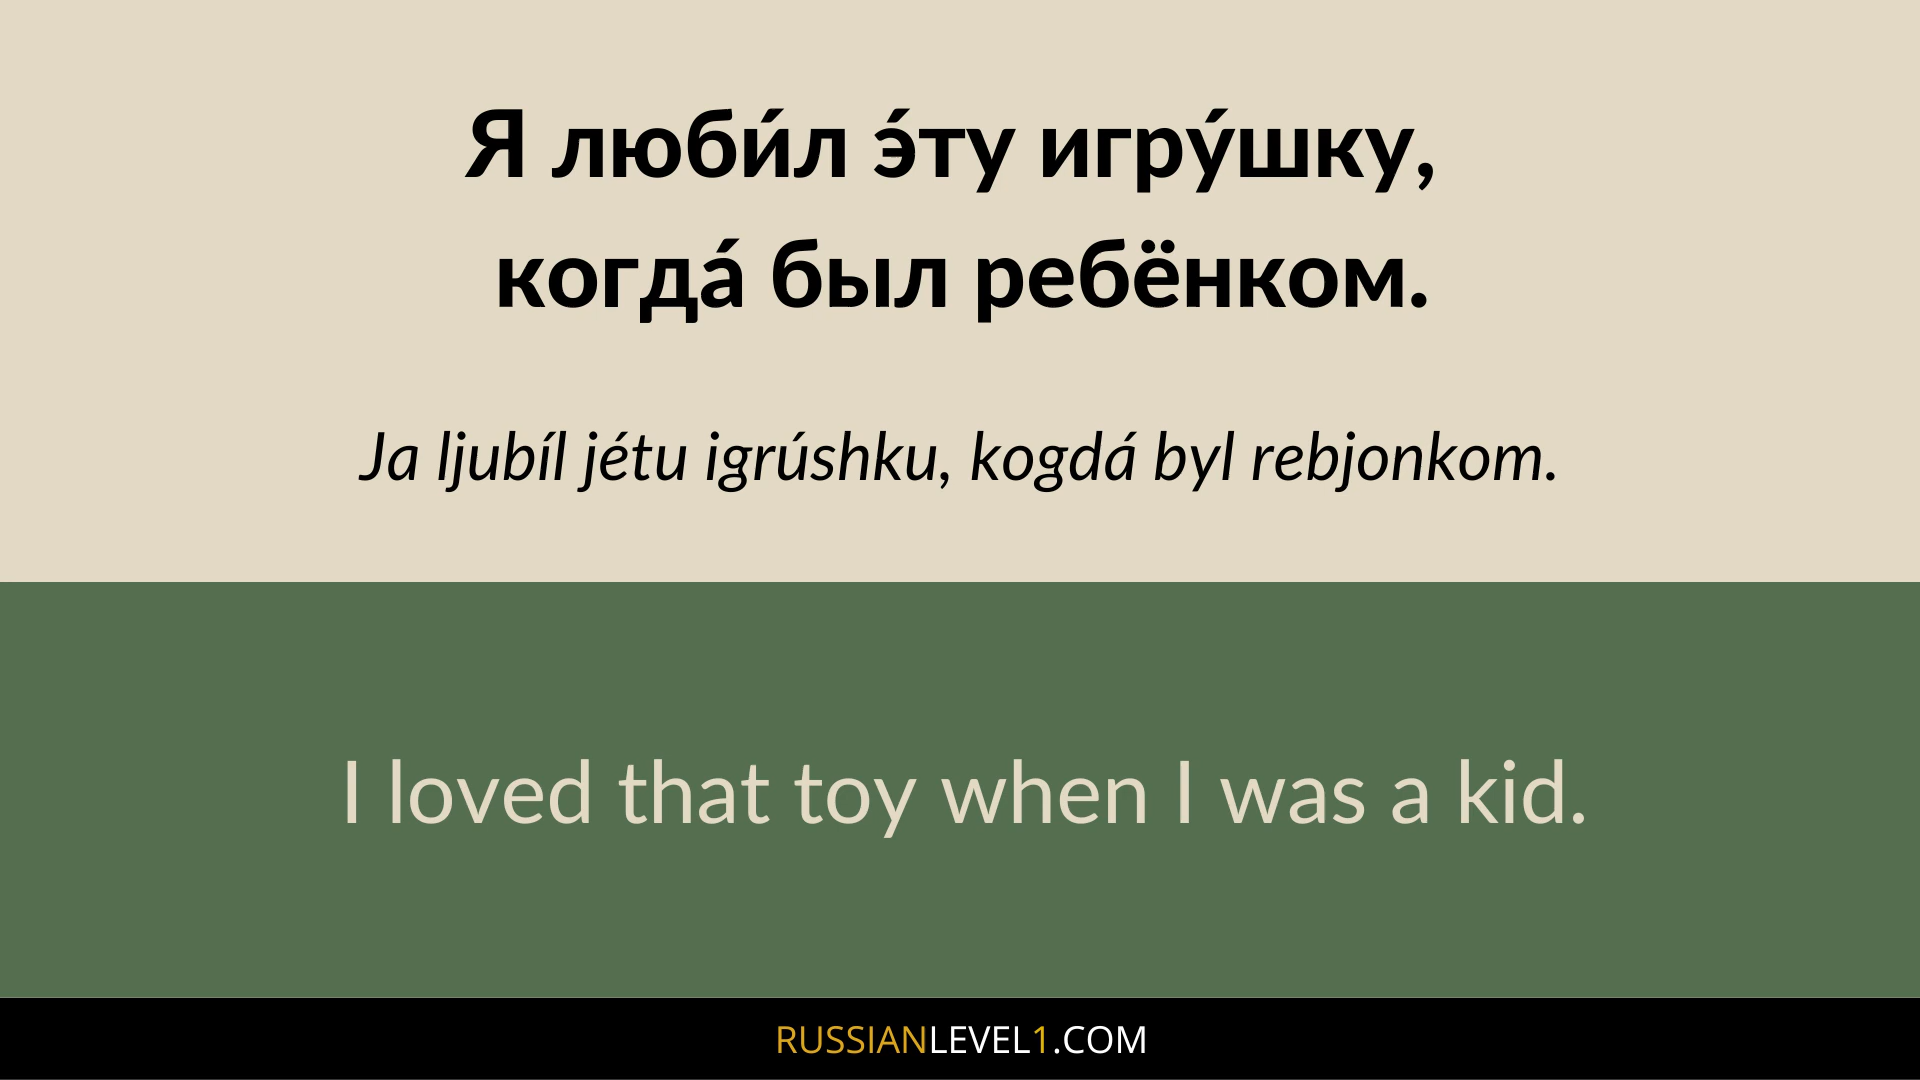 Я люби́л э́ту игру́шку,
когда́ был ребёнком.
Ja ljubíl jétu igrúshku, kogdá byl rebjonkom.
I loved that toy when I was a kid.
RUSSIANLEVEL1.COM